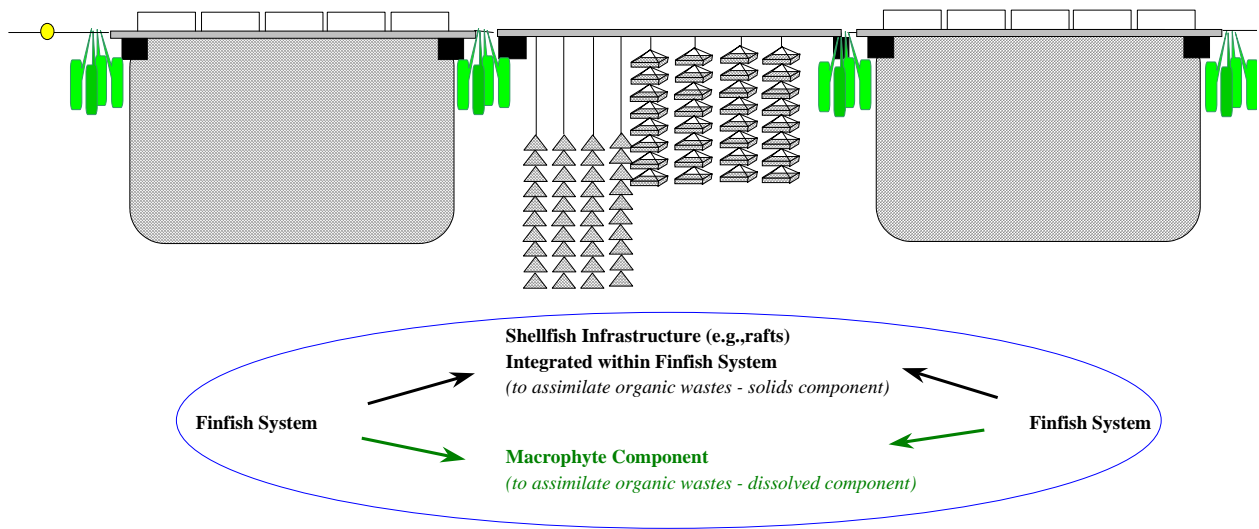 Shellfish Infrastructure (e.g.,rafts)
Integrated within Finfish System
(to assimilate organic wastes - solids component)
Finfish System
Finfish System
Macrophyte Component
(to assimilate organic wastes - dissolved component)